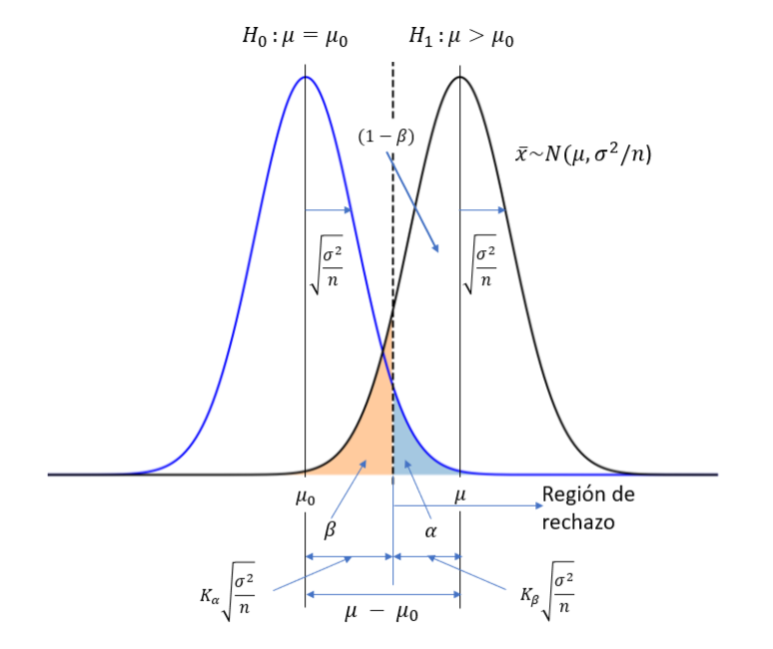 H₀ : μ = μ₀
H₁ : μ > μ₀
(1 − β)
x̄~N(μ, σ²/n)
√(σ²/n)
√(σ²/n)
μ₀
μ
Región de
rechazo
β
α
K_α √(σ²/n)
K_β √(σ²/n)
μ − μ₀